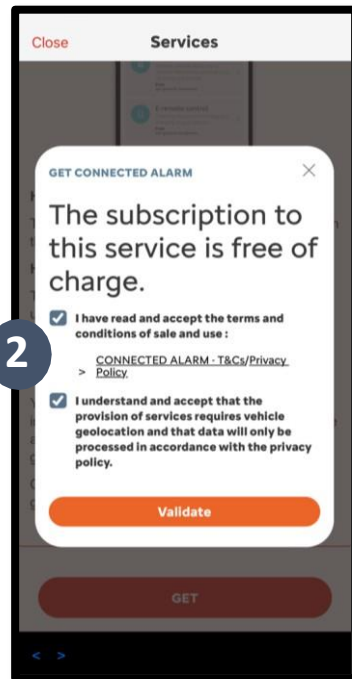 Close Services
E-remote control
GET CONNECTED ALARM
The subscription to
this service is free of
charge.
I have read and accept the terms and
conditions of sale and use :
CONNECTED ALARM - T&Cs/Privacy
> Policy
2
I understand and accept that the
provision of services requires vehicle
geolocation and that data will only be
processed in accordance with the privacy
policy.
Validate
GET
< >